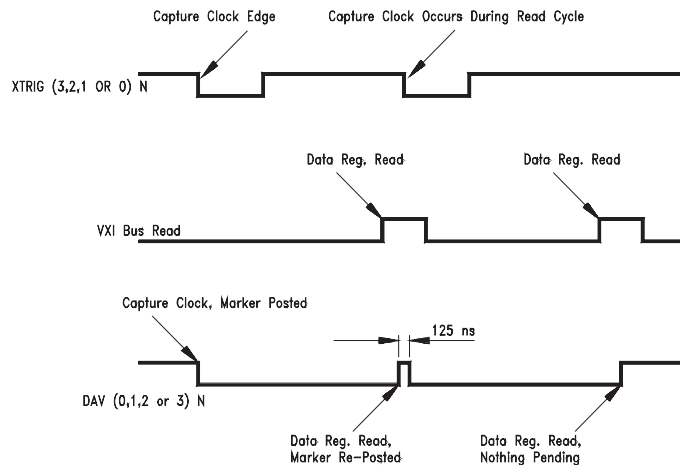 Capture Clock Edge
Capture Clock Occurs During Read Cycle
XTRIG (3,2,1 OR 0) N
Data Reg. Read
Data Reg. Read
VXI Bus Read
Capture Clock, Marker Posted
125 ns
DAV (0,1,2 or 3) N
Data Reg. Read,
Marker Re-Posted
Data Reg. Read,
Nothing Pending